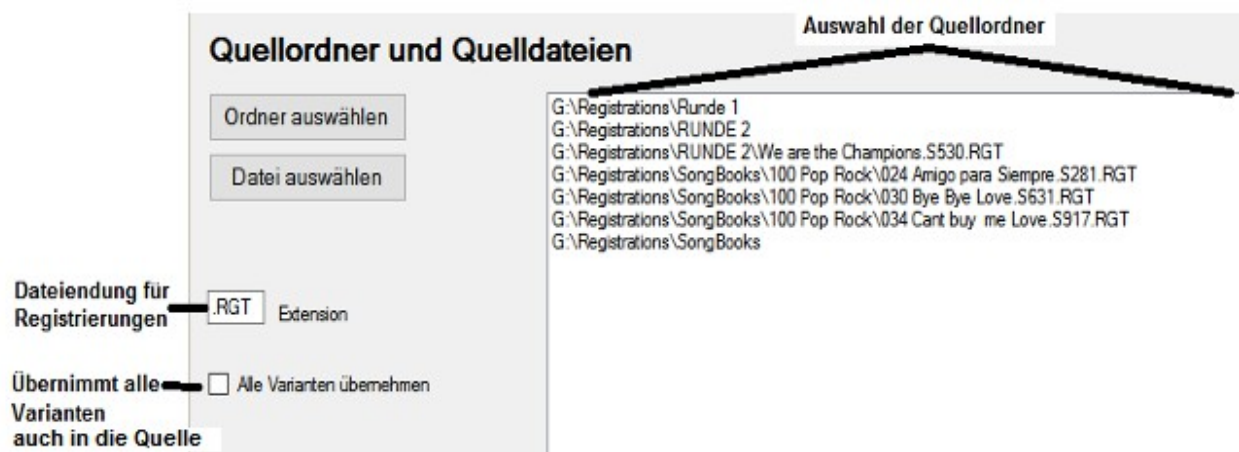 Auswahl der Quellordner
Quellordner und Quelldateien
Ordner auswählen
Datei auswählen
G:\Registrations\Runde 1
G:\Registrations\RUNDE 2
G:\Registrations\RUNDE 2\We are the Champions.S530.RGT
G:\Registrations\SongBooks\100 Pop Rock\024 Amigo para Siempre.S281.RGT
G:\Registrations\SongBooks\100 Pop Rock\030 Bye Bye Love.S631.RGT
G:\Registrations\SongBooks\100 Pop Rock\034 Cant buy  me Love.S917.RGT
G:\Registrations\SongBooks
Dateiendung für
Registrierungen
.RGT Extension
Übernimmt alle
Varianten
auch in die Quelle
Alle Varianten übernehmen